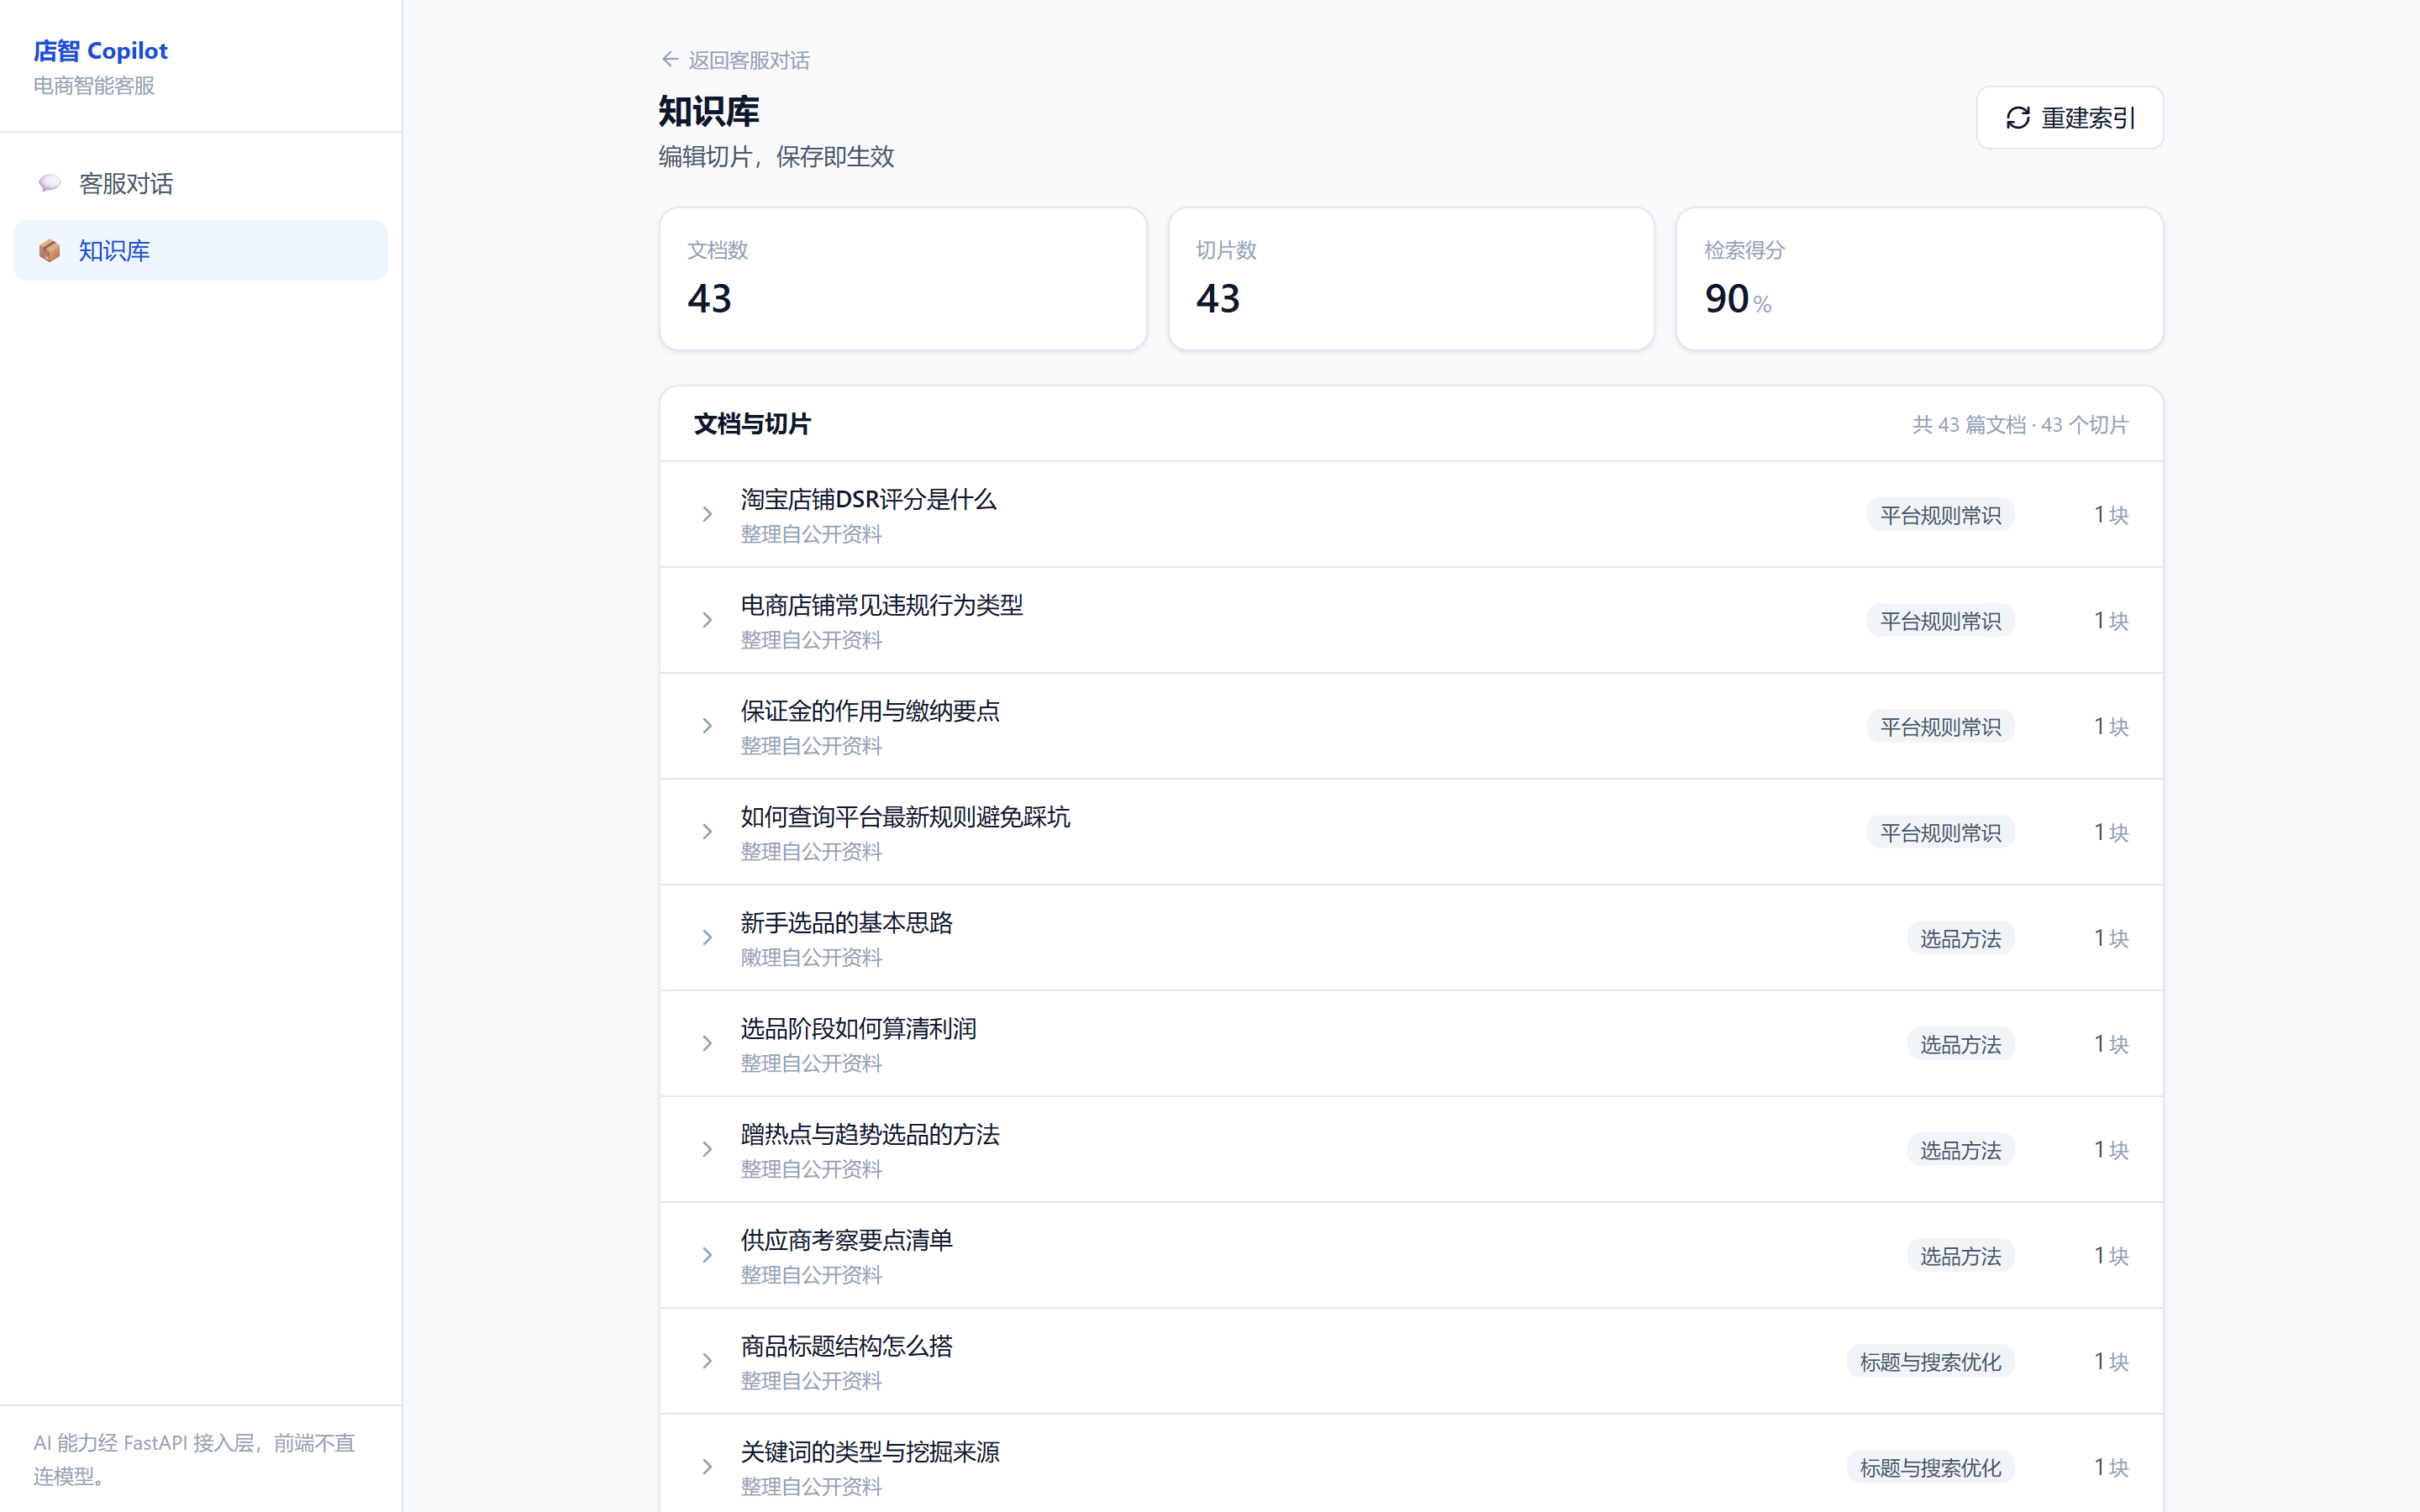 店智 Copilot
电商智能客服
客服对话
知识库
AI 能力经 FastAPI 接入层，前端不直
连模型。
返回客服对话
知识库
编辑切片，保存即生效
重建索引
文档数
43
切片数
43
检索得分
90%
文档与切片
共 43 篇文档 · 43 个切片
淘宝店铺DSR评分是什么
整理自公开资料
平台规则常识
1 块
电商店铺常见违规行为类型
整理自公开资料
平台规则常识
1 块
保证金的作用与缴纳要点
整理自公开资料
平台规则常识
1 块
如何查询平台最新规则避免踩坑
整理自公开资料
平台规则常识
1 块
新手选品的基本思路
嫩理自公开资料
选品方法
1 块
选品阶段如何算清利润
整理自公开资料
选品方法
1 块
蹭热点与趋势选品的方法
整理自公开资料
选品方法
1 块
供应商考察要点清单
整理自公开资料
选品方法
1 块
商品标题结构怎么搭
整理自公开资料
标题与搜索优化
1 块
关键词的类型与挖掘来源
整理自公开资料
标题与搜索优化
1 块